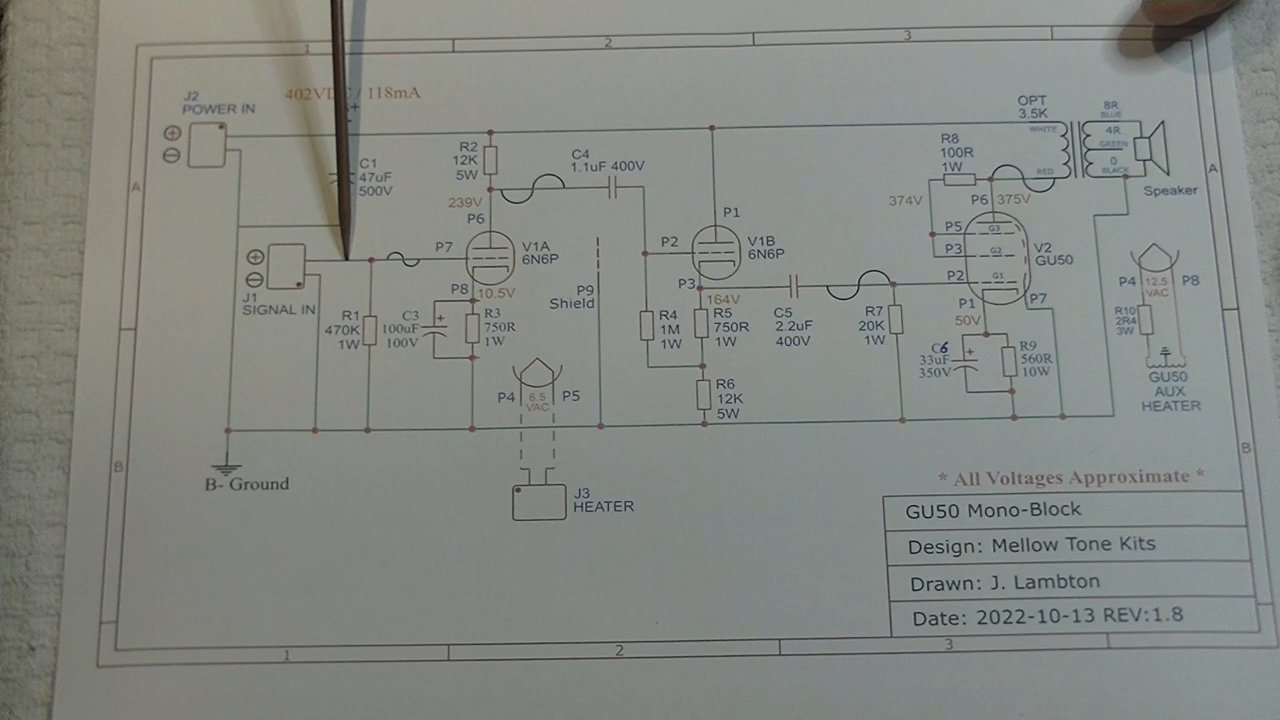 1
2
3
J2
POWER IN
402VDC / 118mA
+
C1
47uF
500V
R2
12K
5W
C4
1.1uF 400V
239V
P6
P7
V1A
6N6P
P8
10.5V
J1
SIGNAL IN
R1
470K
1W
C3
100uF
100V
+
R3
750R
1W
P9
Shield
P4
6.5
VAC
P5
J3
HEATER
B- Ground
P1
P2
V1B
6N6P
P3
164V
R4
1M
1W
R5
750R
1W
R6
12K
5W
C5
2.2uF
400V
R7
20K
1W
OPT
3.5K
WHITE
RED
8R
BLUE
4R
GREEN
0
BLACK
Speaker
R8
100R
1W
374V
P6
375V
P5
P3
P2
G3
G2
G1
V2
GU50
P1
P7
50V
C6
33uF
350V
+
R9
560R
10W
P4
12.5
VAC
P8
R10
2R4
3W
GU50
AUX
HEATER
A
A
B
B
* All Voltages Approximate *
GU50 Mono-Block
Design: Mellow Tone Kits
Drawn: J. Lambton
Date: 2022-10-13 REV:1.8
1
2
3